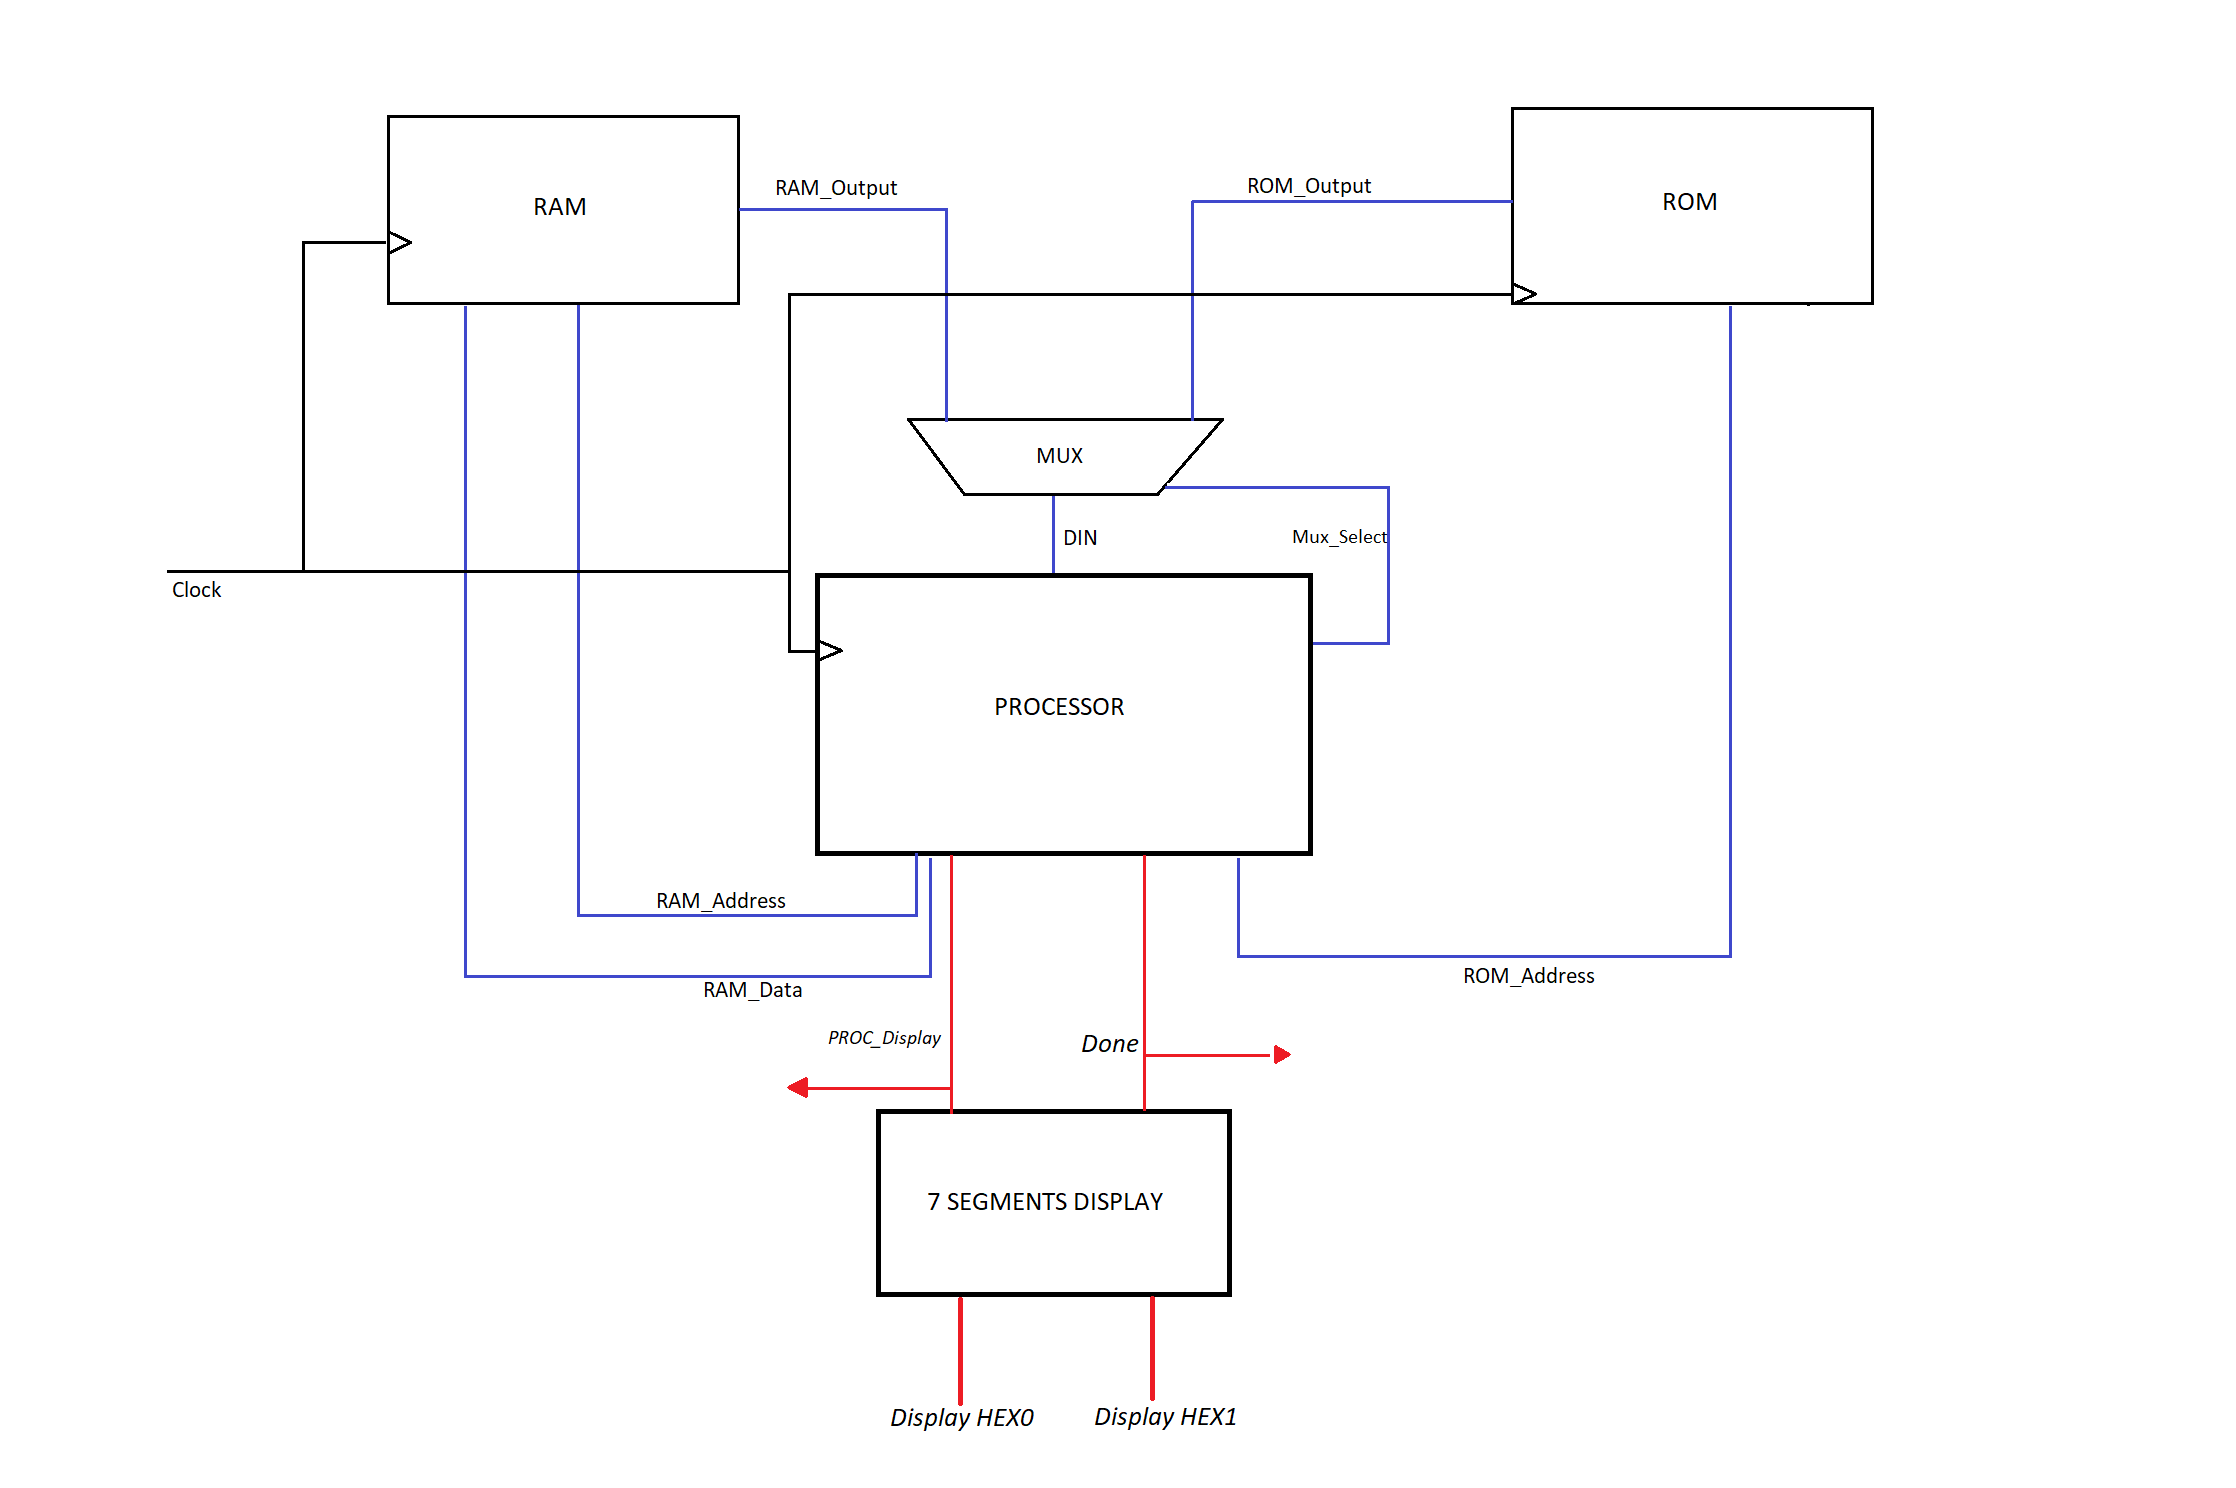 RAM
RAM_Output
ROM_Output
ROM
MUX
DIN
Mux_Select
Clock
PROCESSOR
RAM_Address
RAM_Data
ROM_Address
PROC_Display
Done
7 SEGMENTS DISPLAY
Display HEX0
Display HEX1